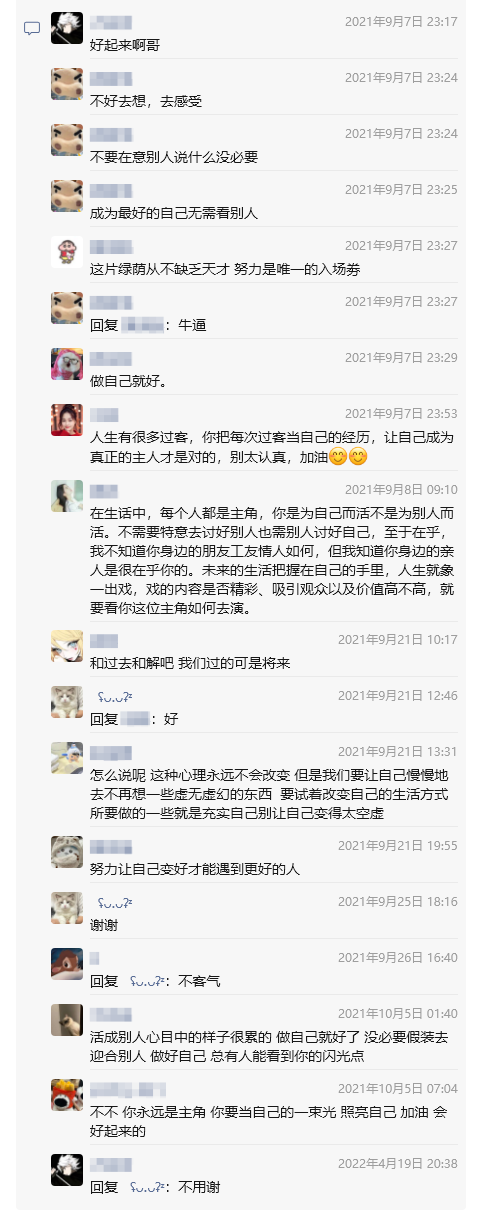 2021年9月7日 23:17
好起来啊哥
2021年9月7日 23:24
不好去想，去感受
2021年9月7日 23:24
不要在意别人说什么没必要
2021年9月7日 23:25
成为最好的自己无需看别人
2021年9月7日 23:27
这片绿荫从不缺乏天才 努力是唯一的入场券
2021年9月7日 23:27
回复 ：牛逼
2021年9月7日 23:29
做自己就好。
2021年9月7日 23:53
人生有很多过客，你把每次过客当自己的经历，让自己成为
真正的主人才是对的，别太认真，加油😊😊
2021年9月8日 09:10
在生活中，每个人都是主角，你是为自己而活不是为别人而
活。不需要特意去讨好别人也需别人讨好自己，至于在乎，
我不知道你身边的朋友工友情人如何，但我知道你身边的亲
人是很在乎你的。未来的生活把握在自己的手里，人生就象
一出戏，戏的内容是否精彩、吸引观众以及价值高不高，就
要看你这位主角如何去演。
2021年9月21日 10:17
和过去和解吧 我们过的可是将来
ʕᴗ.ᴗʔᶻ 2021年9月21日 12:46
回复 ：好
2021年9月21日 13:31
怎么说呢 这种心理永远不会改变 但是我们要让自己慢慢地
去不再想一些虚无虚幻的东西 要试着改变自己的生活方式
所要做的一些就是充实自己别让自己变得太空虚
2021年9月21日 19:55
努力让自己变好才能遇到更好的人
ʕᴗ.ᴗʔᶻ 2021年9月25日 18:16
谢谢
2021年9月26日 16:40
回复 ʕᴗ.ᴗʔᶻ：不客气
2021年10月5日 01:40
活成别人心目中的样子很累的 做自己就好了 没必要假装去
迎合别人 做好自己 总有人能看到你的闪光点
2021年10月5日 07:04
不不 你永远是主角 你要当自己的一束光 照亮自己 加油 会
好起来的
2022年4月19日 20:38
回复 ʕᴗ.ᴗʔᶻ：不用谢